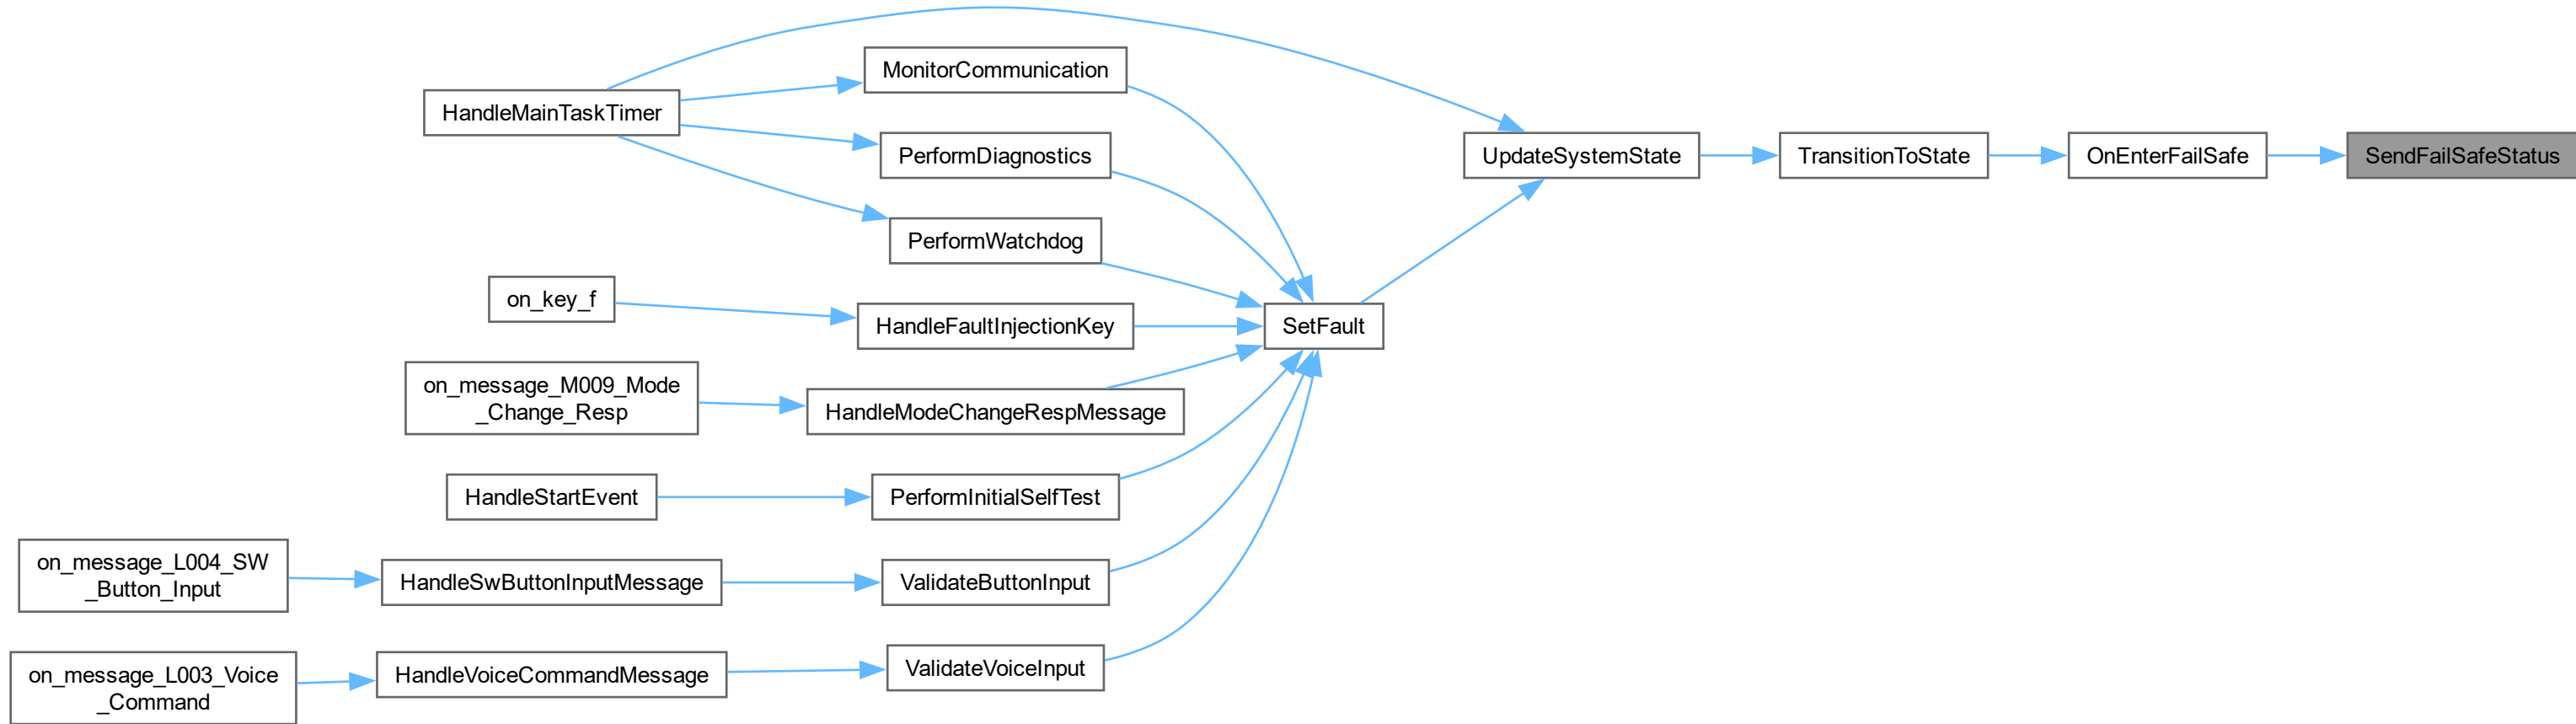 MonitorCommunication
HandleMainTaskTimer
PerformDiagnostics
UpdateSystemState
TransitionToState
OnEnterFailSafe
SendFailSafeStatus
PerformWatchdog
on_key_f
HandleFaultInjectionKey
SetFault
on_message_M009_Mode
_Change_Resp
HandleModeChangeRespMessage
HandleStartEvent
PerformInitialSelfTest
on_message_L004_SW
_Button_Input
HandleSwButtonInputMessage
ValidateButtonInput
on_message_L003_Voice
_Command
HandleVoiceCommandMessage
ValidateVoiceInput